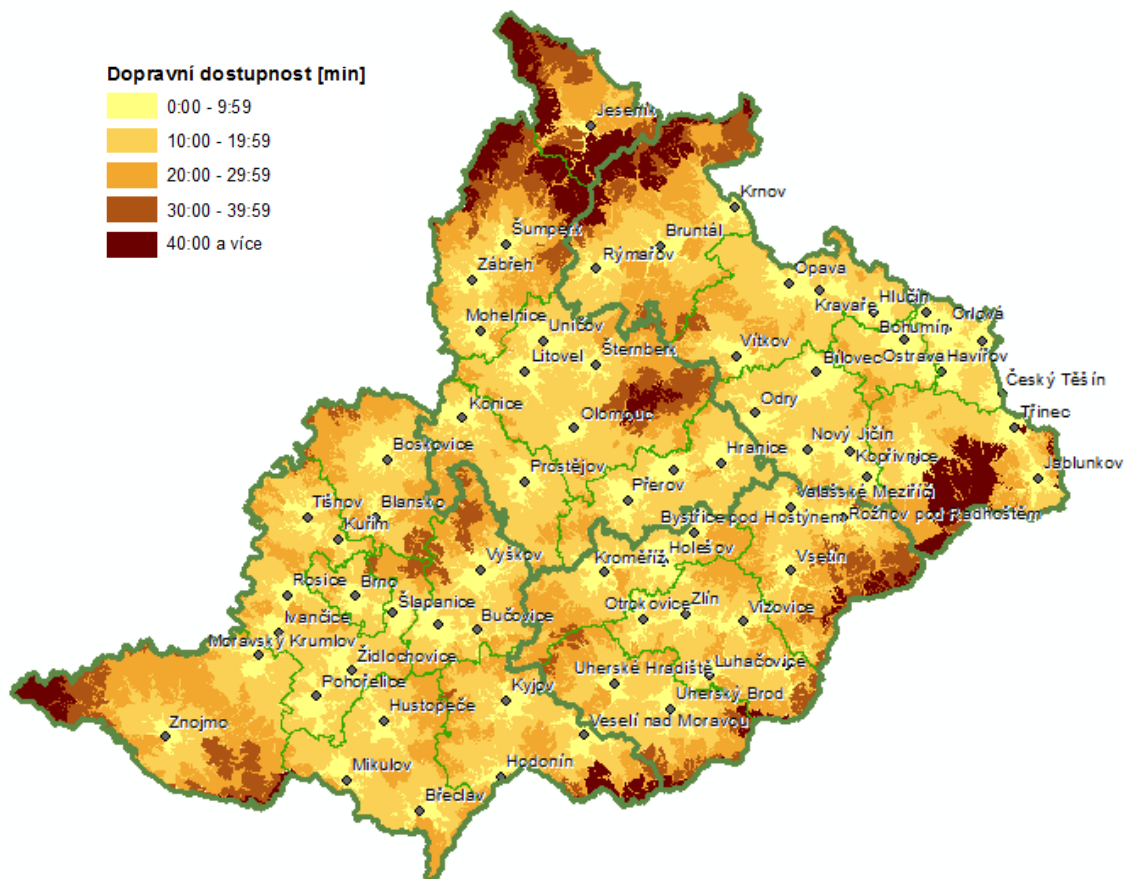 Dopravní dostupnost [min]
0:00 - 9:59
10:00 - 19:59
20:00 - 29:59
30:00 - 39:59
40:00 a více
Jeseník
Krnov
Šumperk
Bruntál
Rýmařov
Zábřeh
Opava
Kravaře
Hlučín
Orlová
Mohelnice
Uničov
Bohumín
Litovel
Šternberk
Vítkov
Bílovec
Ostrava
Havířov
Český Těšín
Konice
Olomouc
Odry
Třinec
Boskovice
Prostějov
Hranice
Nový Jičín
Kopřivnice
Jablunkov
Přerov
Valašské Meziříčí
Tišnov
Blansko
Kuřim
Bystřice pod Hostýnem
Rožnov pod Radhoštěm
Vyškov
Kroměříž
Holešov
Vsetín
Rosice
Brno
Šlapanice
Bučovice
Otrokovice
Zlín
Vizovice
Ivančice
Moravský Krumlov
Židlochovice
Uherské Hradiště
Luhačovice
Pohořelice
Hustopeče
Kyjov
Uherský Brod
Znojmo
Veselí nad Moravou
Mikulov
Hodonín
Břeclav